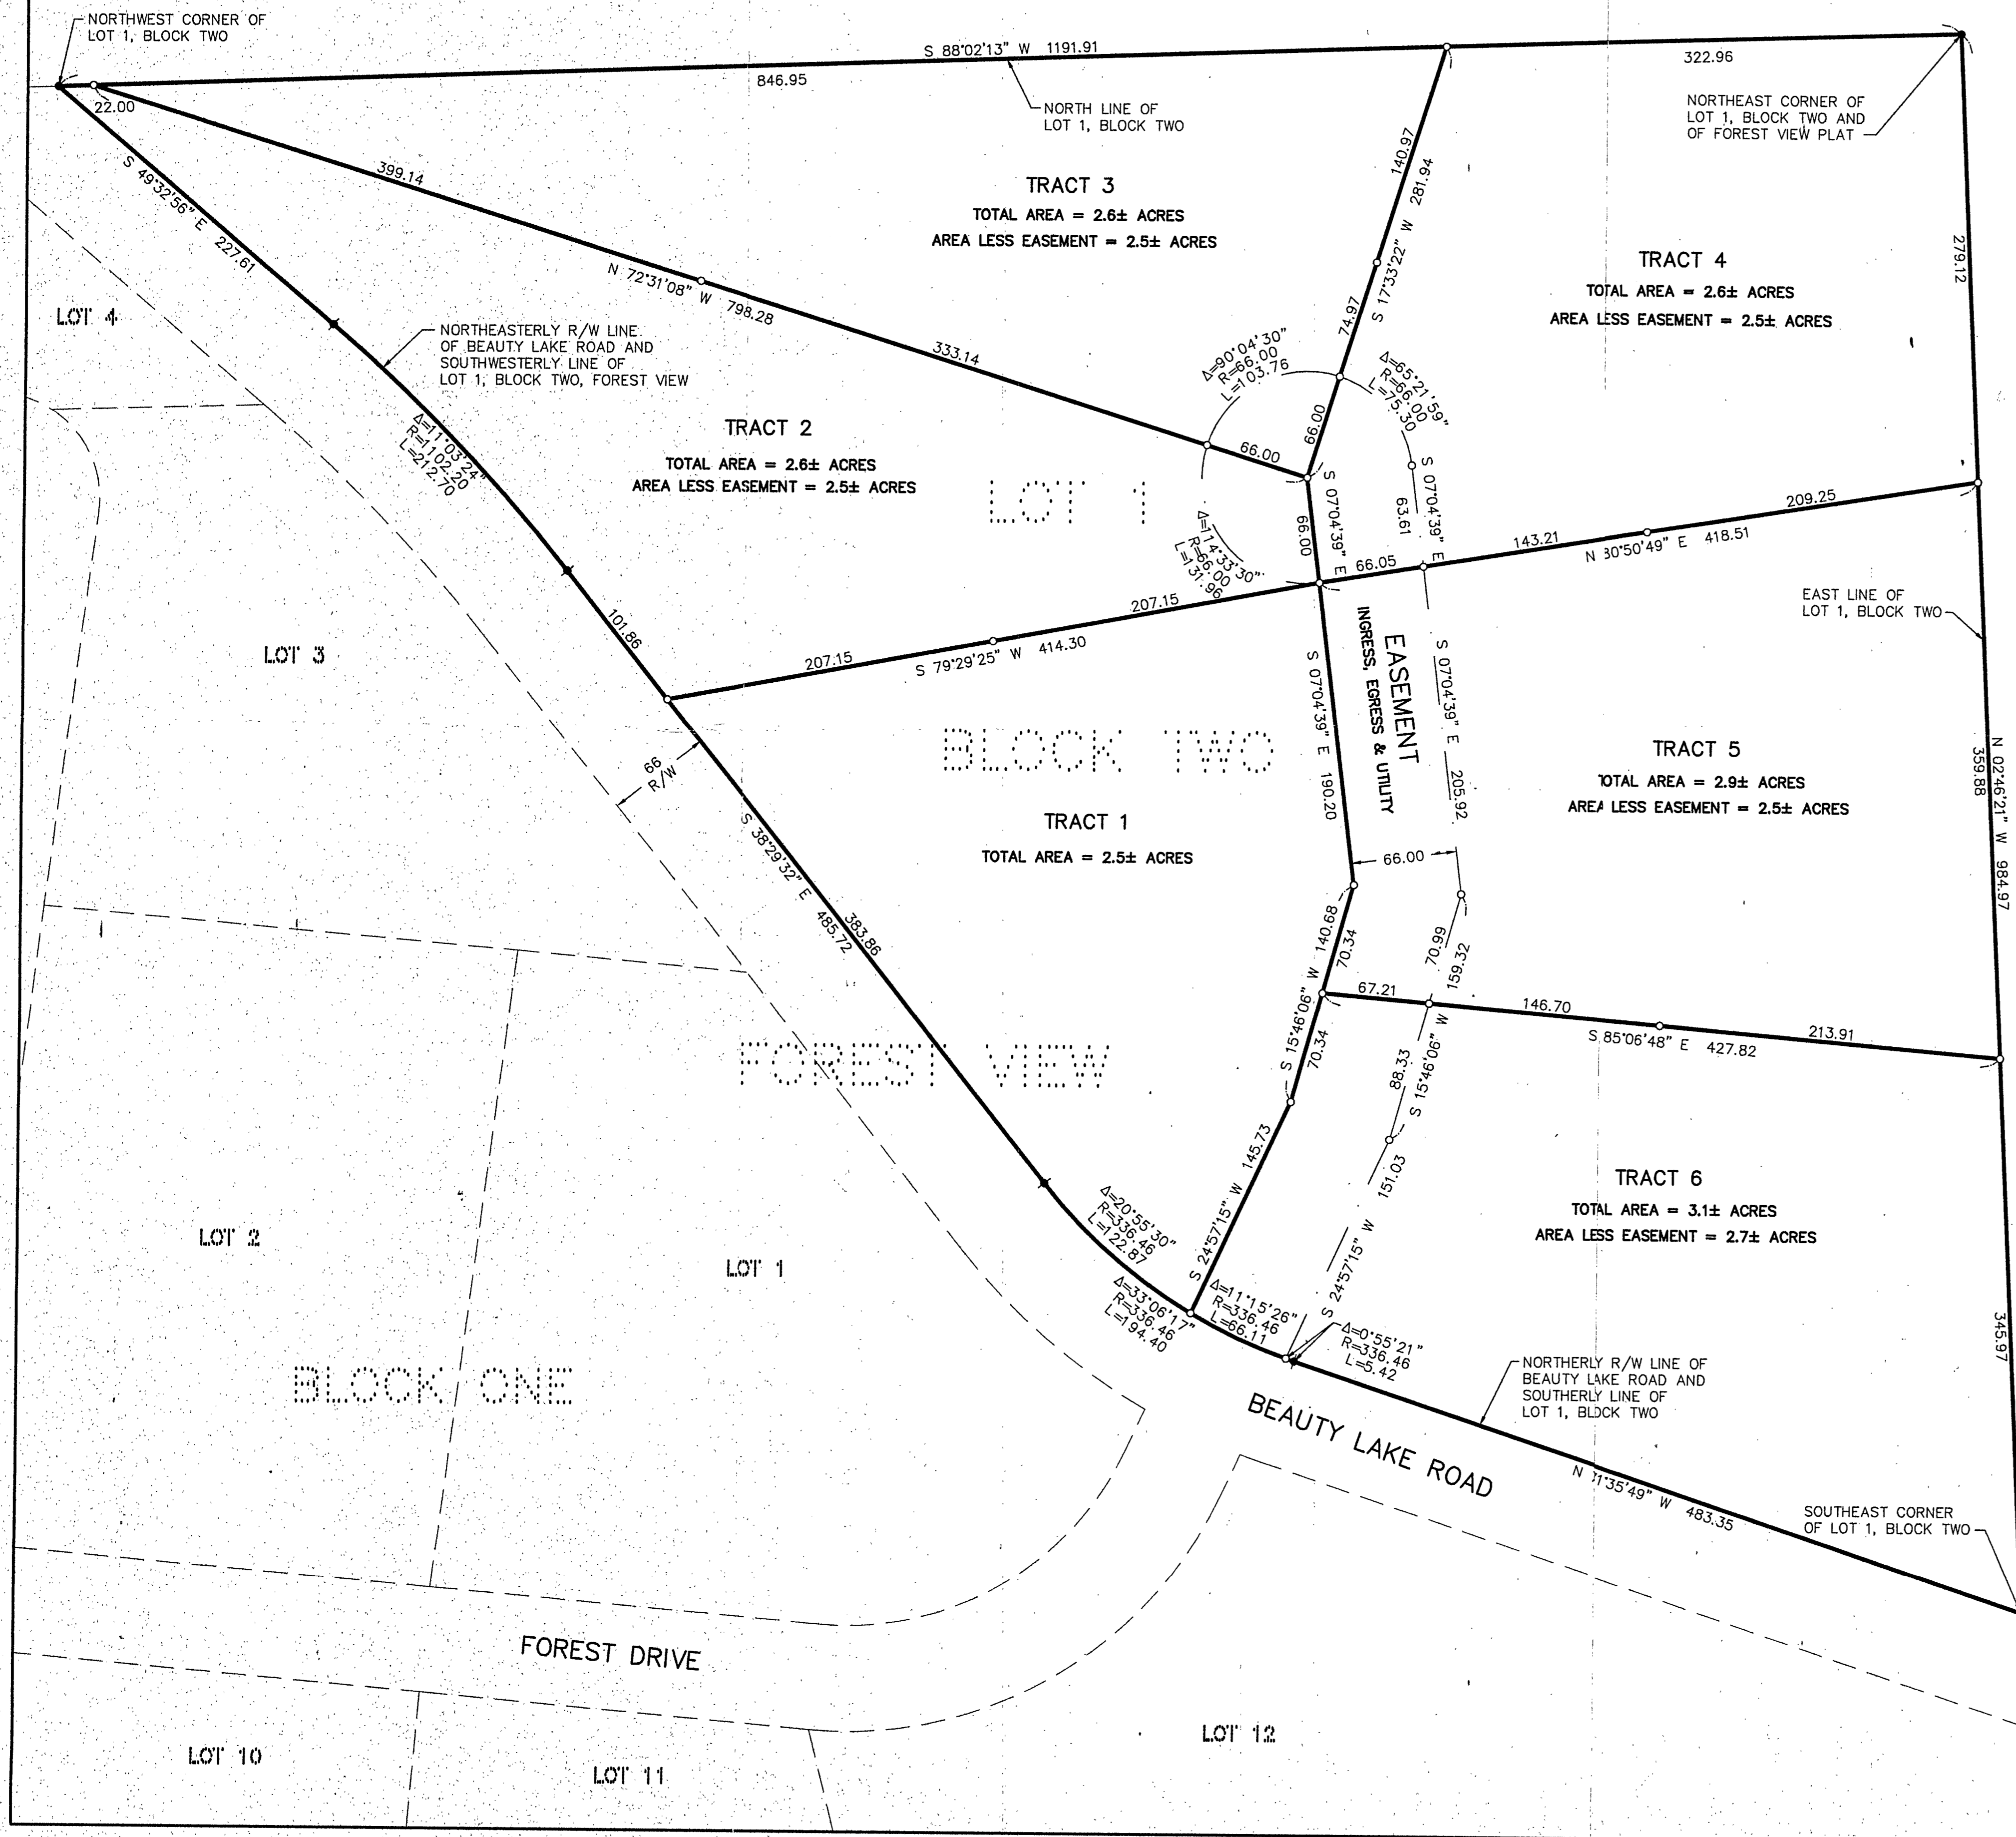 NORTHWEST CORNER OF
LOT 1, BLOCK TWO
S 88°02'13" W 1191.91
846.95
322.96
22.00
NORTH LINE OF
LOT 1, BLOCK TWO
NORTHEAST CORNER OF
LOT 1, BLOCK TWO AND
OF FOREST VIEW PLAT
S 49°32'56" E 227.61
399.14
N 72°31'08" W 798.28
333.14
66.00
TRACT 3
TOTAL AREA = 2.6± ACRES
AREA LESS EASEMENT = 2.5± ACRES
140.97
S 17°33'22" W 281.94
74.97
66.00
TRACT 4
TOTAL AREA = 2.6± ACRES
AREA LESS EASEMENT = 2.5± ACRES
279.12
LOT 4
NORTHEASTERLY R/W LINE
OF BEAUTY LAKE ROAD AND
SOUTHWESTERLY LINE OF
LOT 1, BLOCK TWO, FOREST VIEW
Δ=11°03'24"
R=1102.20
L=212.70
TRACT 2
TOTAL AREA = 2.6± ACRES
AREA LESS EASEMENT = 2.5± ACRES
Δ=90°04'30"
R=66.00
L=103.76
Δ=65°21'59"
R=66.00
L=75.30
LOT 1
Δ=114°33'30"
R=66.00
L=131.96
66.00
S 07°04'39" E
63.61
S 07°04'39" E
66.05
143.21
209.25
N 80°50'49" E 418.51
101.86
207.15
207.15
S 79°29'25" W 414.30
EAST LINE OF
LOT 1, BLOCK TWO
LOT 3
EASEMENT
INGRESS, EGRESS & UTILITY
S 07°04'39" E 190.20
S 07°04'39" E 205.92
BLOCK TWO
66
R/W
TRACT 1
TOTAL AREA = 2.5± ACRES
TRACT 5
TOTAL AREA = 2.9± ACRES
AREA LESS EASEMENT = 2.5± ACRES
N 02°46'21" W 984.97
359.88
S 38°29'32" E 485.72
383.86
66.00
S 15°46'06" W 140.68
70.34
70.34
70.99
159.32
S 15°46'06" W
88.33
67.21
146.70
213.91
S 85°06'48" E 427.82
FOREST VIEW
S 24°57'15" W 145.73
S 24°57'15" W 151.03
TRACT 6
TOTAL AREA = 3.1± ACRES
AREA LESS EASEMENT = 2.7± ACRES
LOT 2
LOT 1
Δ=20°55'30"
R=336.46
L=122.87
Δ=33°06'17"
R=336.46
L=194.40
Δ=11°15'26"
R=336.46
L=66.11
Δ=0°55'21"
R=336.46
L=5.42
345.97
NORTHERLY R/W LINE OF
BEAUTY LAKE ROAD AND
SOUTHERLY LINE OF
LOT 1, BLOCK TWO
BLOCK ONE
BEAUTY LAKE ROAD
W 483.35
SOUTHEAST CORNER
OF LOT 1, BLOCK TWO
FOREST DRIVE
LOT 10
LOT 11
LOT 12